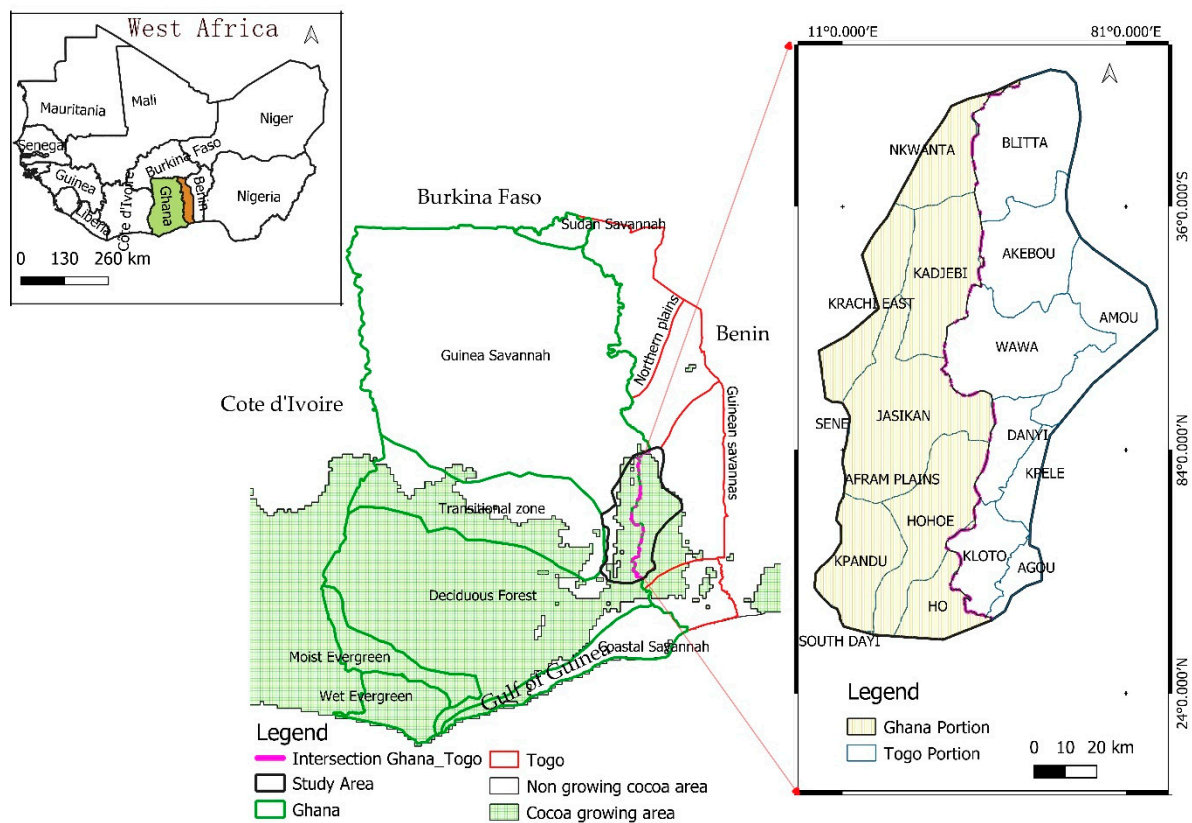 West Africa
Mauritania
Mali
Niger
Senegal
Burkina Faso
Guinea
Benin
Ghana
Nigeria
Côte d'Ivoire
Liberia
0 130 260 km
Burkina Faso
Sudan Savannah
Northern plains
Benin
Guinea Savannah
Cote d'Ivoire
Guinean savannas
Transitional zone
Deciduous Forest
Moist Evergreen
Coastal Savannah
Gulf of Guinea
Wet Evergreen
Legend
Intersection Ghana_Togo
Study Area
Ghana
Togo
Non growing cocoa area
Cocoa growing area
11°0.000'E 81°0.000'E
36°0.000'S
84°0.000'N
24°0.000'N
BLITTA
NKWANTA
AKEBOU
KADJEBI
KRACHI EAST
AMOU
WAWA
JASIKAN
SENE
DANYI
KPELE
AFRAM PLAINS
HOHOE
KPANDU
KLOTO
AGOU
HO
SOUTH DAYI
Legend
Ghana Portion
Togo Portion
0 10 20 km